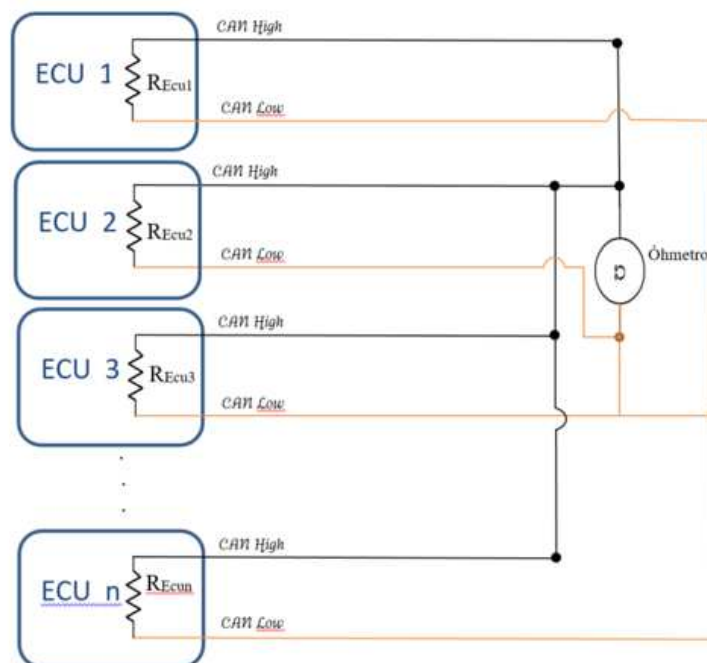 CAN High
ECU 1
REcu1
CAN Low
CAN High
ECU 2
REcu2
CAN Low
Óhmetro
Ω
CAN High
ECU 3
REcu3
CAN Low
CAN High
ECU n
REcun
CAN Low